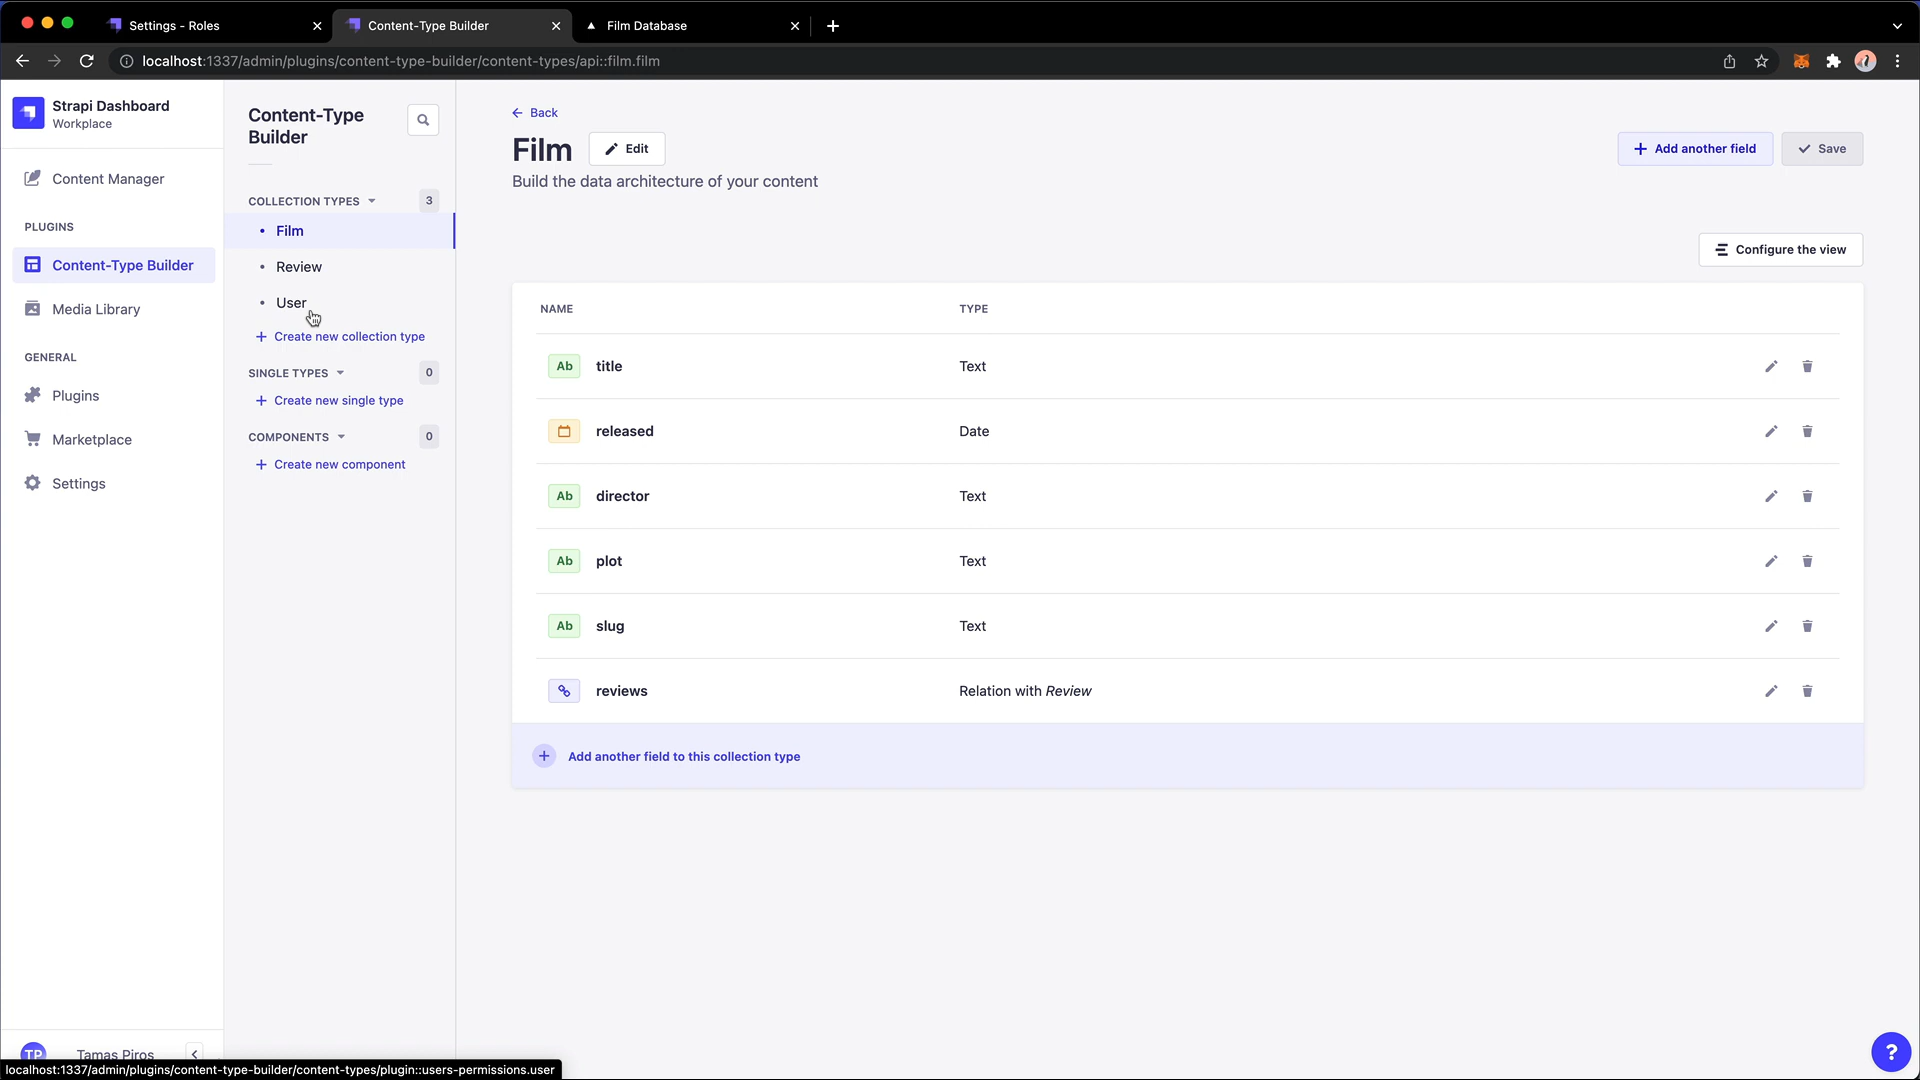 Settings - Roles
Content-Type Builder
Film Database
localhost:1337/admin/plugins/content-type-builder/content-types/api::film.film
Strapi Dashboard
Workplace
Content Manager
PLUGINS
Content-Type Builder
Media Library
GENERAL
Plugins
Marketplace
Settings
TP
Tamas Piros
localhost:1337/admin/plugins/content-type-builder/content-types/plugin::users-permissions.user
Content-Type
Builder
COLLECTION TYPES 3
Film
Review
User
Create new collection type
SINGLE TYPES 0
Create new single type
COMPONENTS 0
Create new component
Back
Film
Edit
Build the data architecture of your content
Add another field
Save
Configure the view
NAME TYPE
Ab title Text
released Date
Ab director Text
Ab plot Text
Ab slug Text
reviews Relation with Review
Add another field to this collection type
?